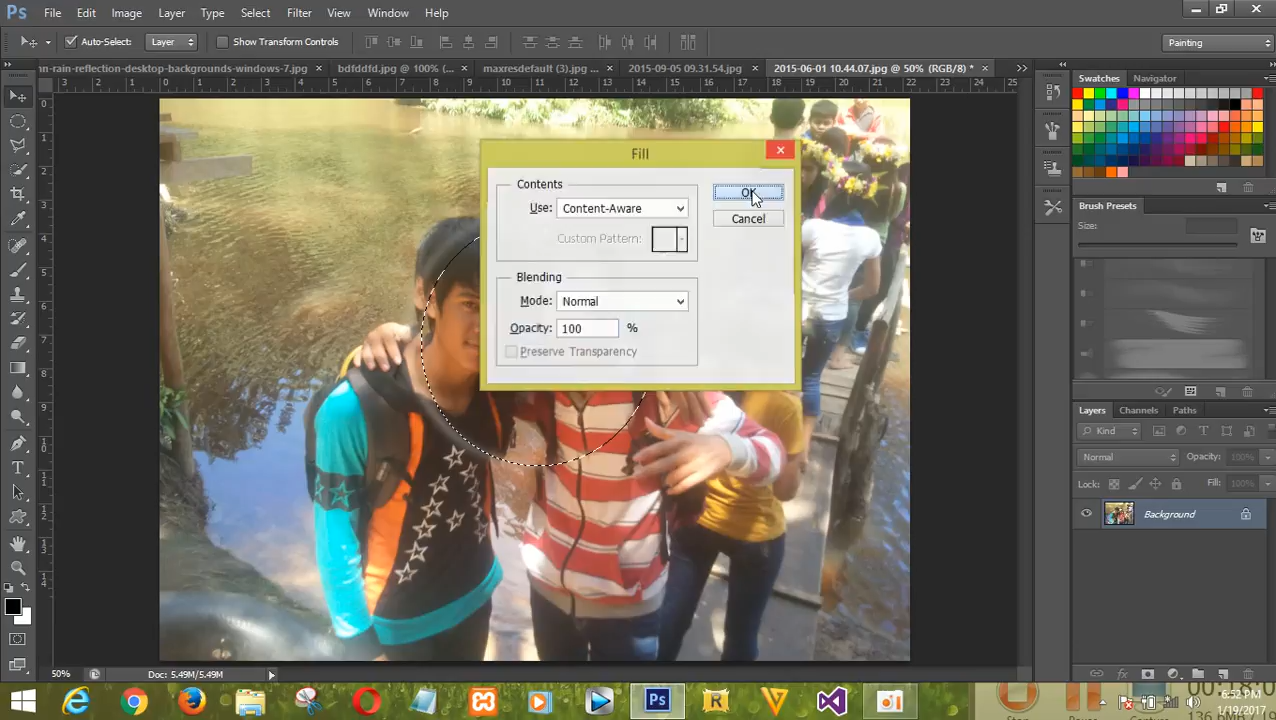 Ps File Edit Image Layer Type Select Filter View Window Help
Auto-Select: Layer Show Transform Controls Painting
n-rain-reflection-desktop-backgrounds-windows-7.jpg × bdfddfd.jpg @ 100% (... × maxresdefault (3).jpg ... × 2015-09-05 09.31.54.jpg × 2015-06-01 10.44.07.jpg @ 50% (RGB/8) * ×
Swatches Navigator
Fill
Contents
Use: Content-Aware
OK
Custom Pattern:
Cancel
Blending
Mode: Normal
Opacity: 100 %
Preserve Transparency
Brush Presets
Size:
Layers Channels Paths
Kind
Normal Opacity: 100%
Lock: Fill: 100%
Background
50% Doc: 5.49M/5.49M
6:52 PM
1/19/2017